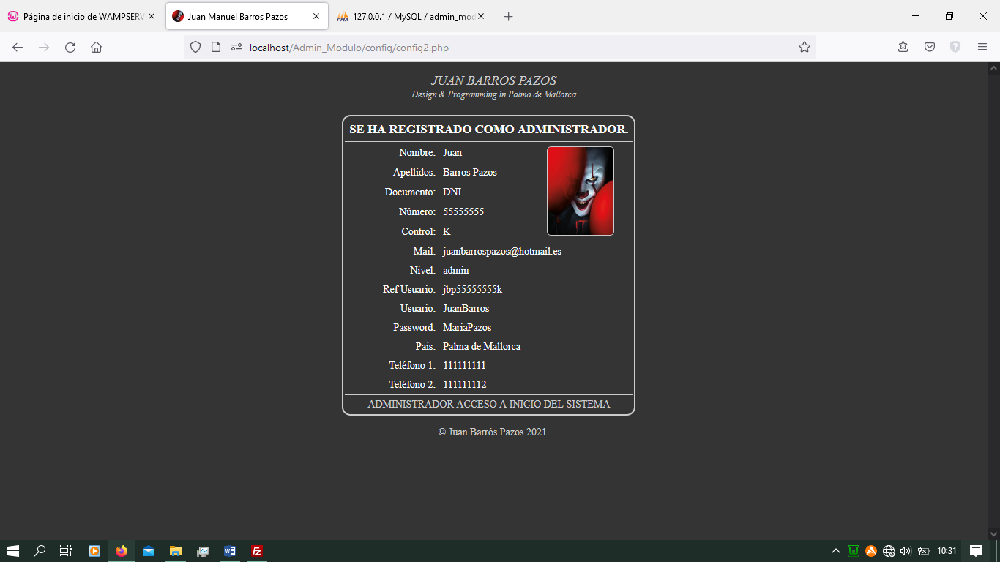 Página de inicio de WAMPSERV
Juan Manuel Barros Pazos
127.0.0.1 / MySQL / admin_mod
localhost/Admin_Modulo/config/config2.php
JUAN BARROS PAZOS
Design & Programming in Palma de Mallorca
SE HA REGISTRADO COMO ADMINISTRADOR.
Nombre: Juan
Apellidos: Barros Pazos
Documento: DNI
Número: 55555555
Control: K
IT
Mail: juanbarrospazos@hotmail.es
Nivel: admin
Ref Usuario: jbp55555555k
Usuario: JuanBarros
Password: MariaPazos
Pais: Palma de Mallorca
Teléfono 1: 111111111
Teléfono 2: 111111112
ADMINISTRADOR ACCESO A INICIO DEL SISTEMA
© Juan Barrós Pazos 2021.
10:31